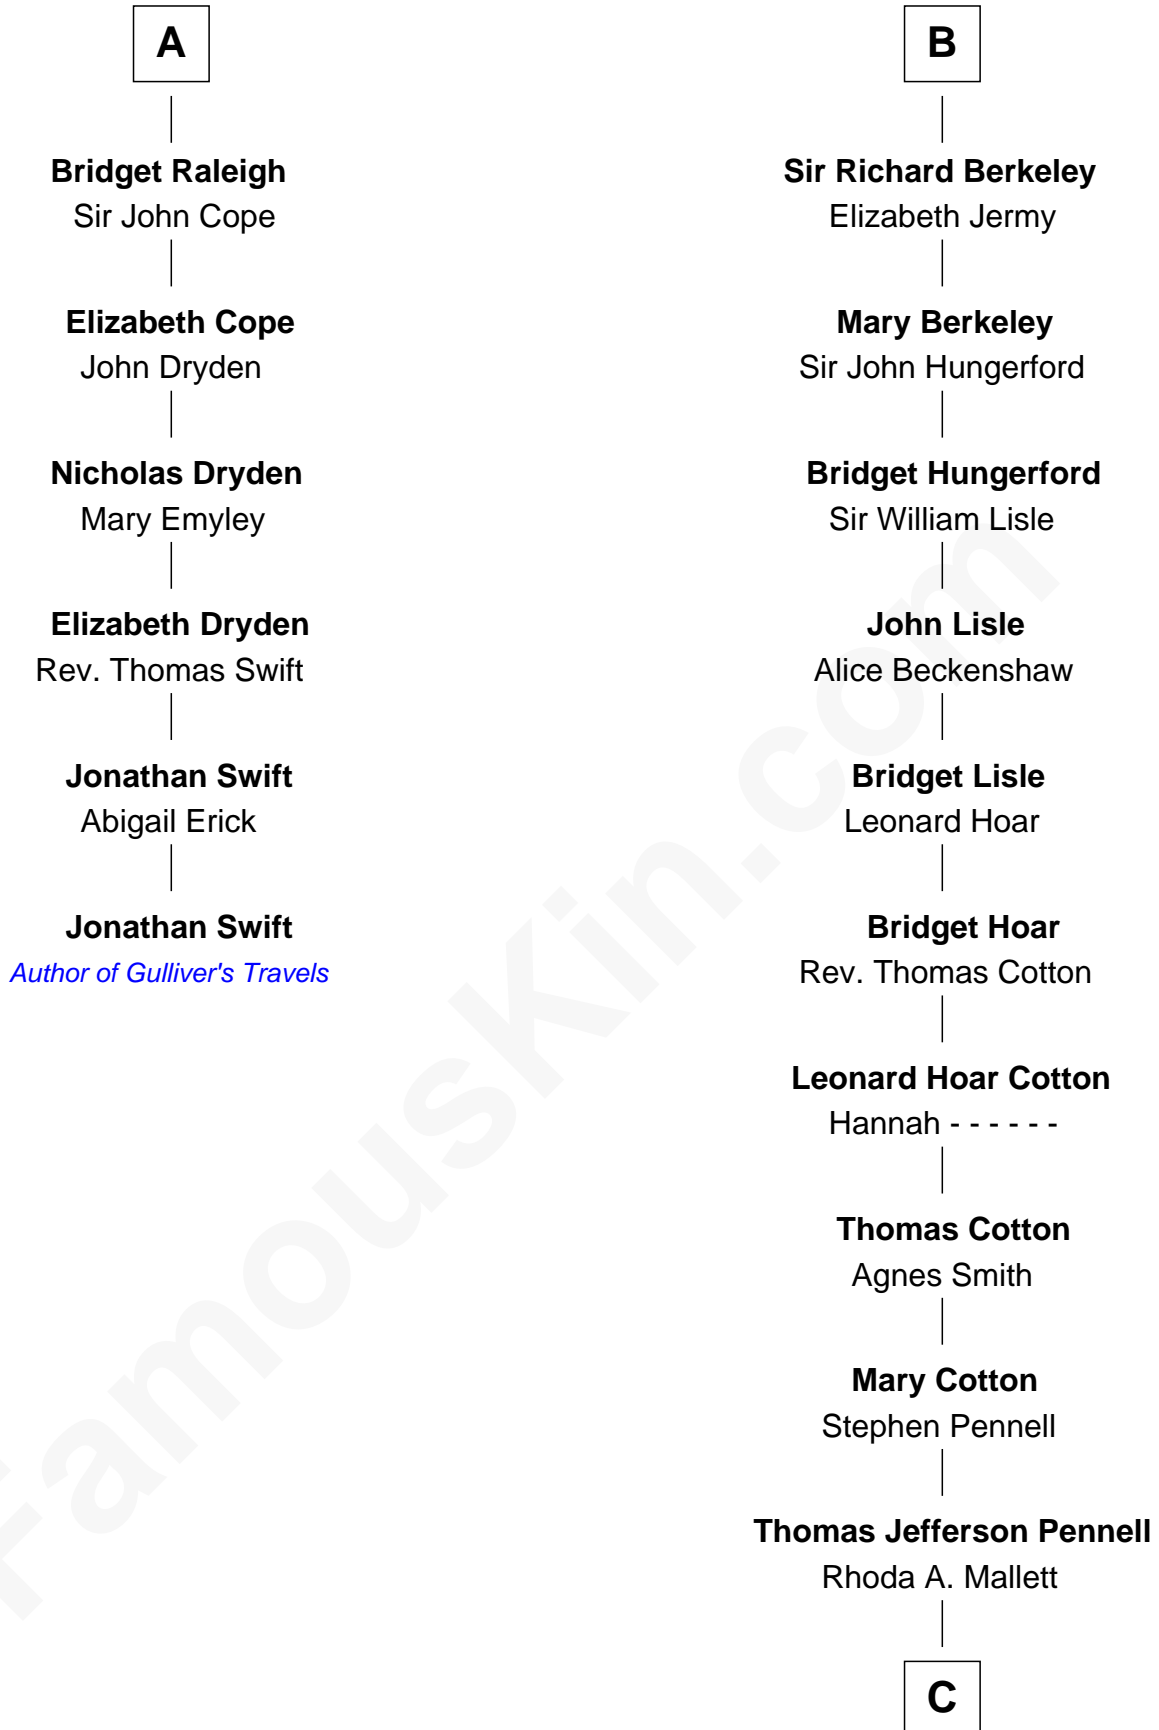 A
Bridget Raleigh
Sir John Cope
Elizabeth Cope
John Dryden
Nicholas Dryden
Mary Emyley
Elizabeth Dryden
Rev. Thomas Swift
Jonathan Swift
Abigail Erick
Jonathan Swift
Author of Gulliver's Travels
B
Sir Richard Berkeley
Elizabeth Jermy
Mary Berkeley
Sir John Hungerford
Bridget Hungerford
Sir William Lisle
John Lisle
Alice Beckenshaw
Bridget Lisle
Leonard Hoar
Bridget Hoar
Rev. Thomas Cotton
Leonard Hoar Cotton
Hannah - - - - - -
Thomas Cotton
Agnes Smith
Mary Cotton
Stephen Pennell
Thomas Jefferson Pennell
Rhoda A. Mallett
C
FamousKin.com